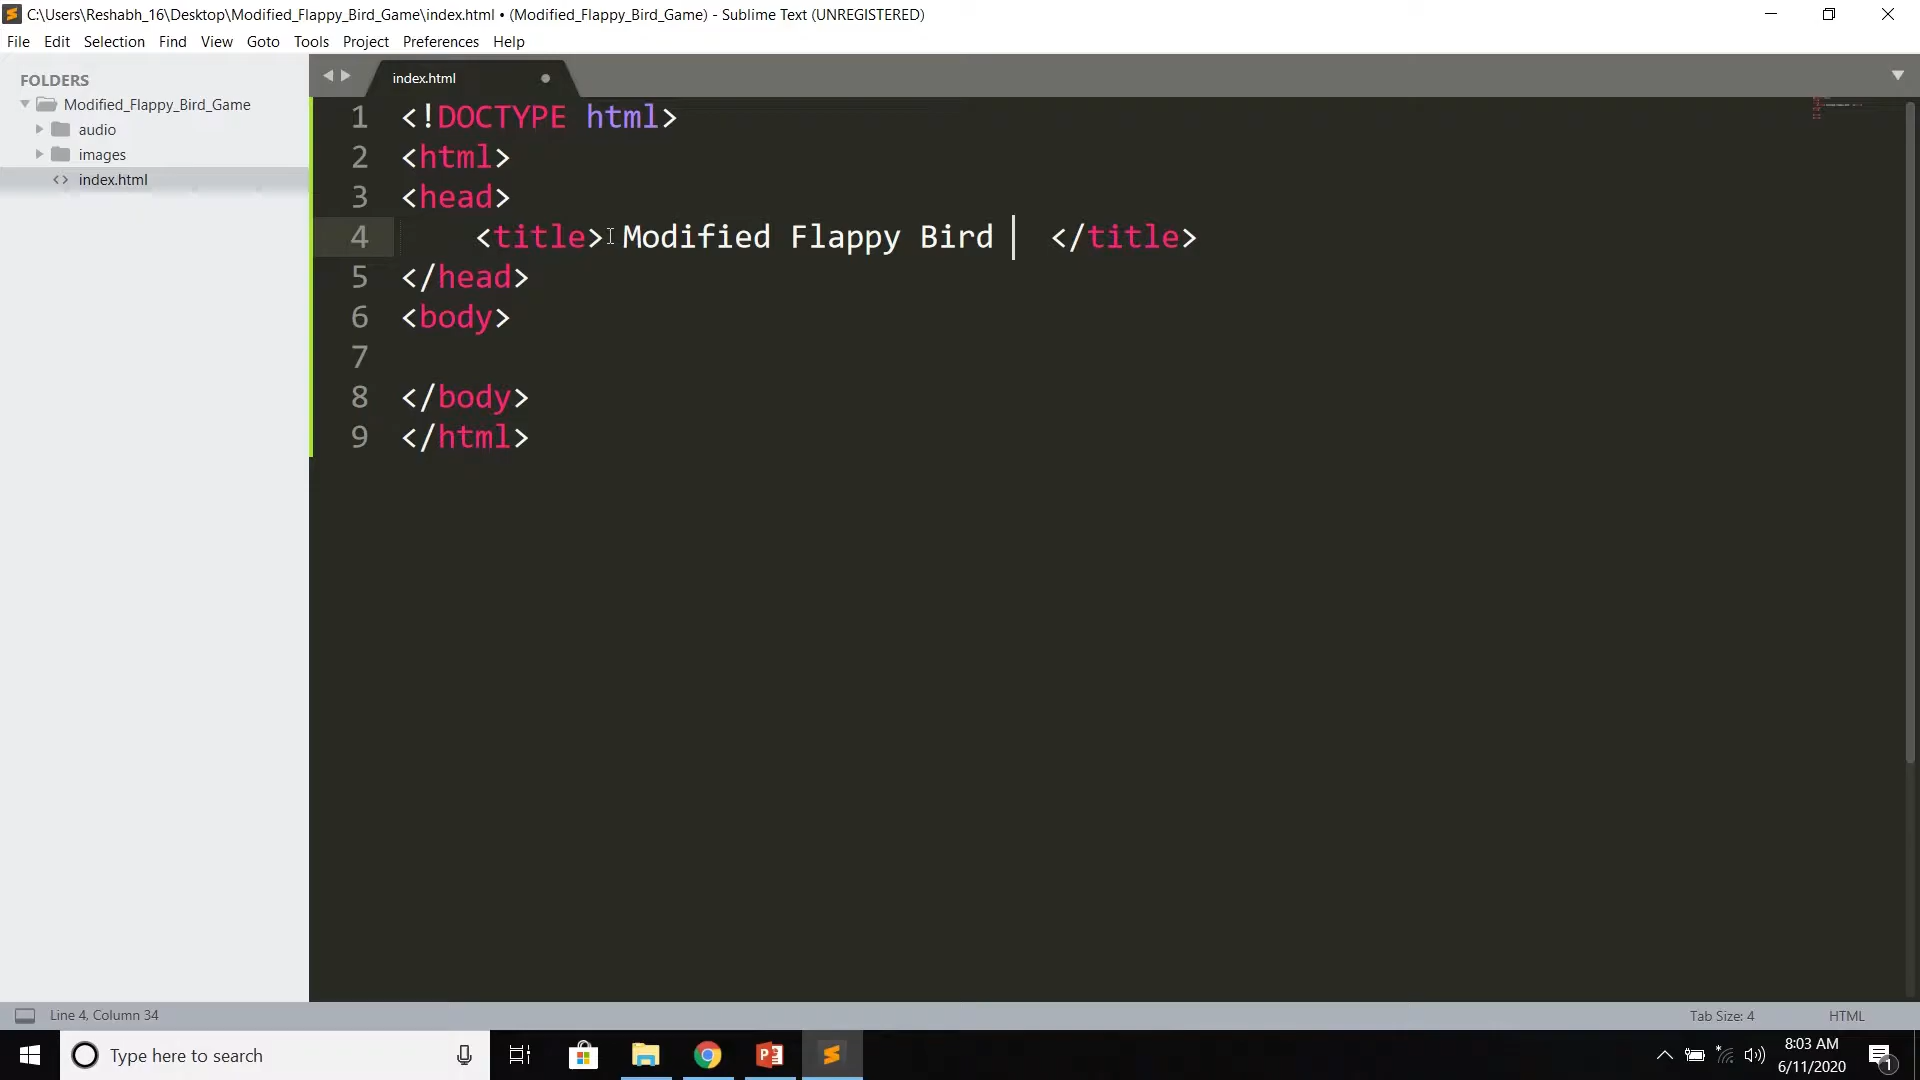 C:\Users\Reshabh_16\Desktop\Modified_Flappy_Bird_Game\index.html • (Modified_Flappy_Bird_Game) - Sublime Text (UNREGISTERED)
File Edit Selection Find View Goto Tools Project Preferences Help
FOLDERS
Modified_Flappy_Bird_Game
audio
images
<> index.html
index.html
1 <!DOCTYPE html>
2 <html>
3 <head>
4 <title> Modified Flappy Bird </title>
5 </head>
6 <body>
7
8 </body>
9 </html>
Line 4, Column 34
Tab Size: 4
HTML
Type here to search
8:03 AM
6/11/2020
1